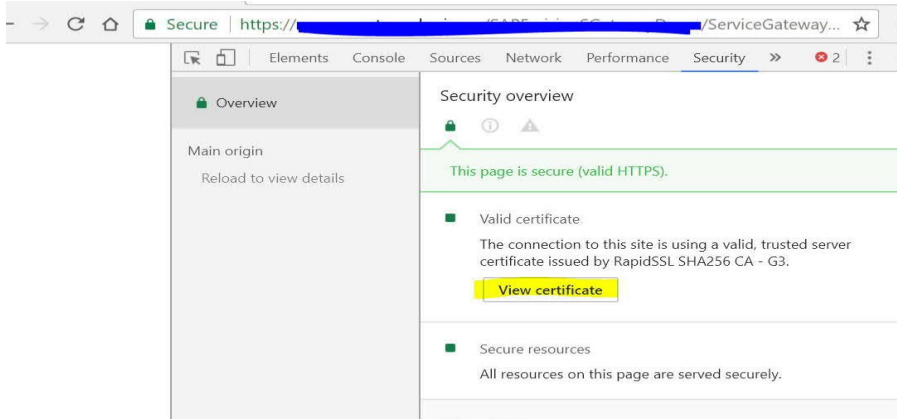 Secure | https://
/ServiceGateway...
Elements Console Sources Network Performance Security » 2
Overview
Main origin
Reload to view details
Security overview
This page is secure (valid HTTPS).
Valid certificate
The connection to this site is using a valid, trusted server
certificate issued by RapidSSL SHA256 CA - G3.
View certificate
Secure resources
All resources on this page are served securely.